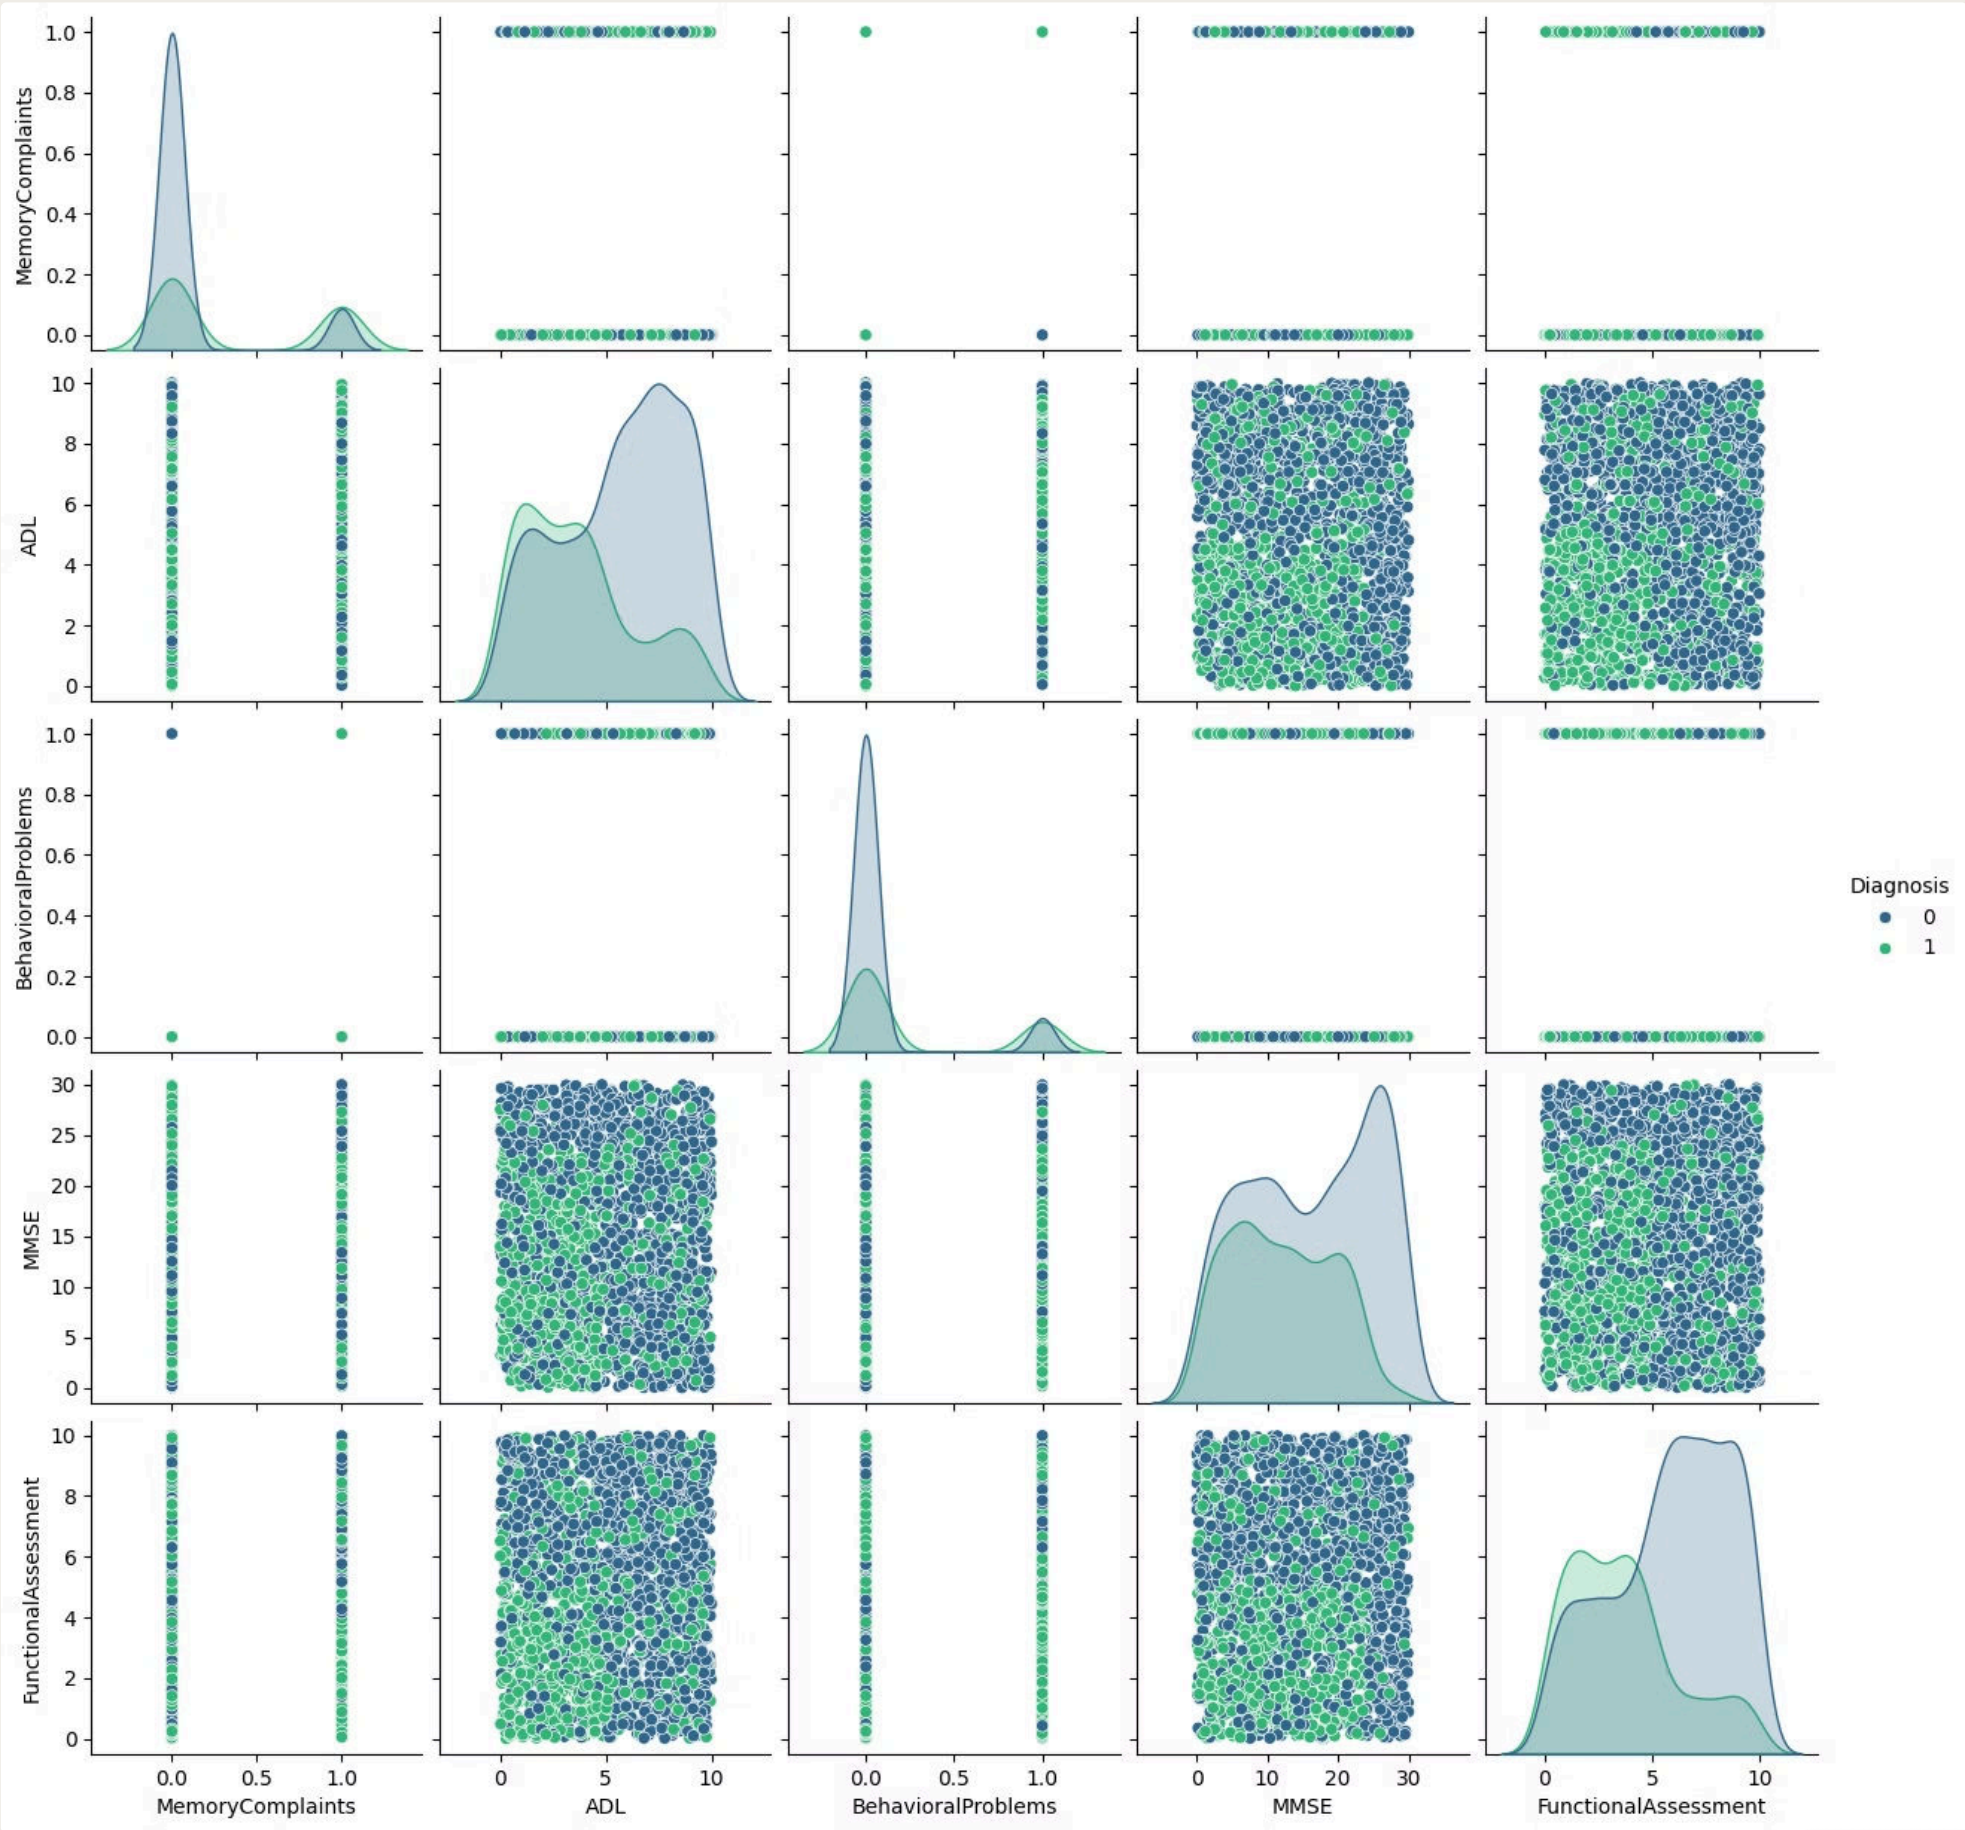 1.0
0.8
0.6
0.4
0.2
0.0
MemoryComplaints
10
8
6
4
2
0
ADL
1.0
0.8
0.6
0.4
0.2
0.0
BehavioralProblems
Diagnosis
0
1
30
25
20
15
10
5
0
MMSE
10
8
6
4
2
0
FunctionalAssessment
0.0 0.5 1.0
MemoryComplaints
0 5 10
ADL
0.0 0.5 1.0
BehavioralProblems
0 10 20 30
MMSE
0 5 10
FunctionalAssessment